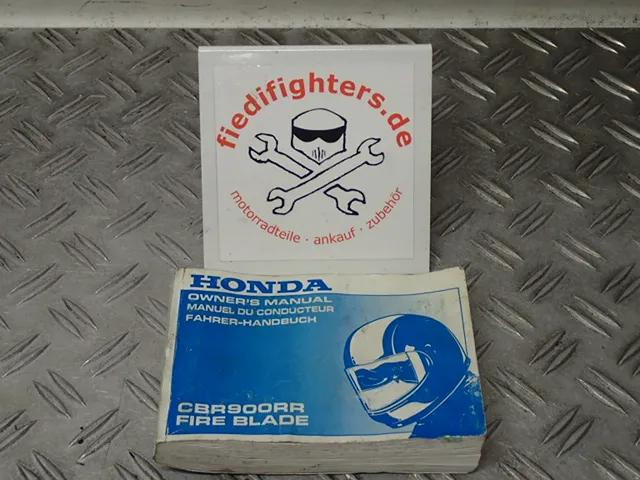 fiedifighters.de
motorradteile · ankauf · zubehör
HONDA
OWNER'S MANUAL
MANUEL DU CONDUCTEUR
FAHRER-HANDBUCH
CBR900RR
FIRE BLADE